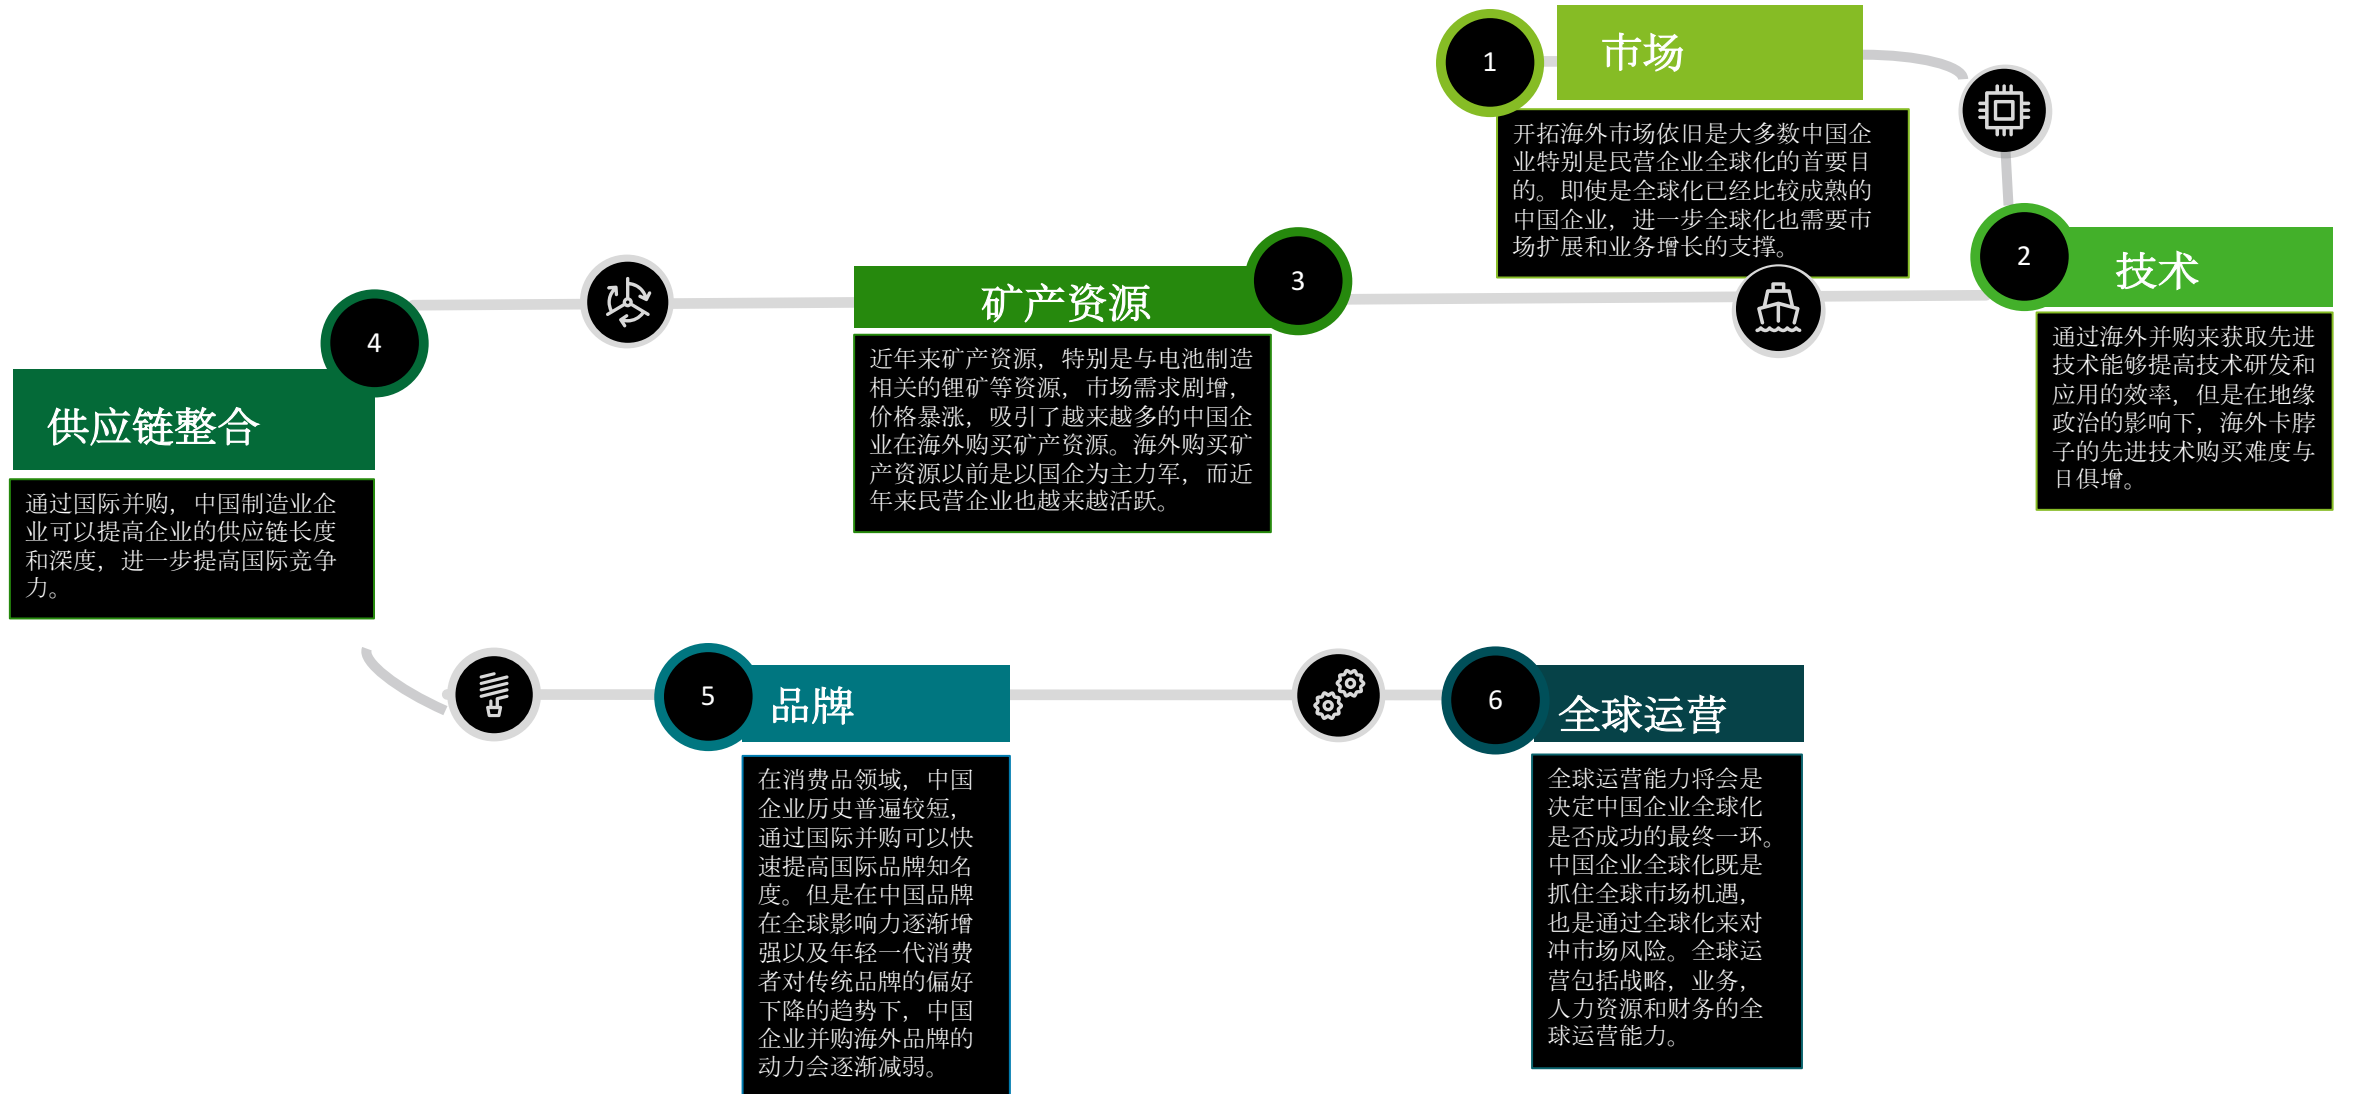 1
市场
开拓海外市场依旧是大多数中国企
业特别是民营企业全球化的首要目
的。即使是全球化已经比较成熟的
中国企业，进一步全球化也需要市
场扩展和业务增长的支撑。
2
技术
通过海外并购来获取先进
技术能够提高技术研发和
应用的效率，但是在地缘
政治的影响下，海外卡脖
子的先进技术购买难度与
日俱增。
3
矿产资源
近年来矿产资源，特别是与电池制造
相关的锂矿等资源，市场需求剧增，
价格暴涨，吸引了越来越多的中国企
业在海外购买矿产资源。海外购买矿
产资源以前是以国企为主力军，而近
年来民营企业也越来越活跃。
4
供应链整合
通过国际并购，中国制造业企
业可以提高企业的供应链长度
和深度，进一步提高国际竞争
力。
5
品牌
在消费品领域，中国
企业历史普遍较短，
通过国际并购可以快
速提高国际品牌知名
度。但是在中国品牌
在全球影响力逐渐增
强以及年轻一代消费
者对传统品牌的偏好
下降的趋势下，中国
企业并购海外品牌的
动力会逐渐减弱。
6
全球运营
全球运营能力将会是
决定中国企业全球化
是否成功的最终一环。
中国企业全球化既是
抓住全球市场机遇，
也是通过全球化来对
冲市场风险。全球运
营包括战略，业务，
人力资源和财务的全
球运营能力。